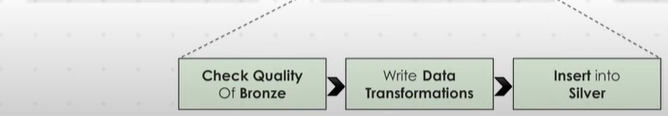 Check Quality
Of Bronze
Write Data
Transformations
Insert into
Silver